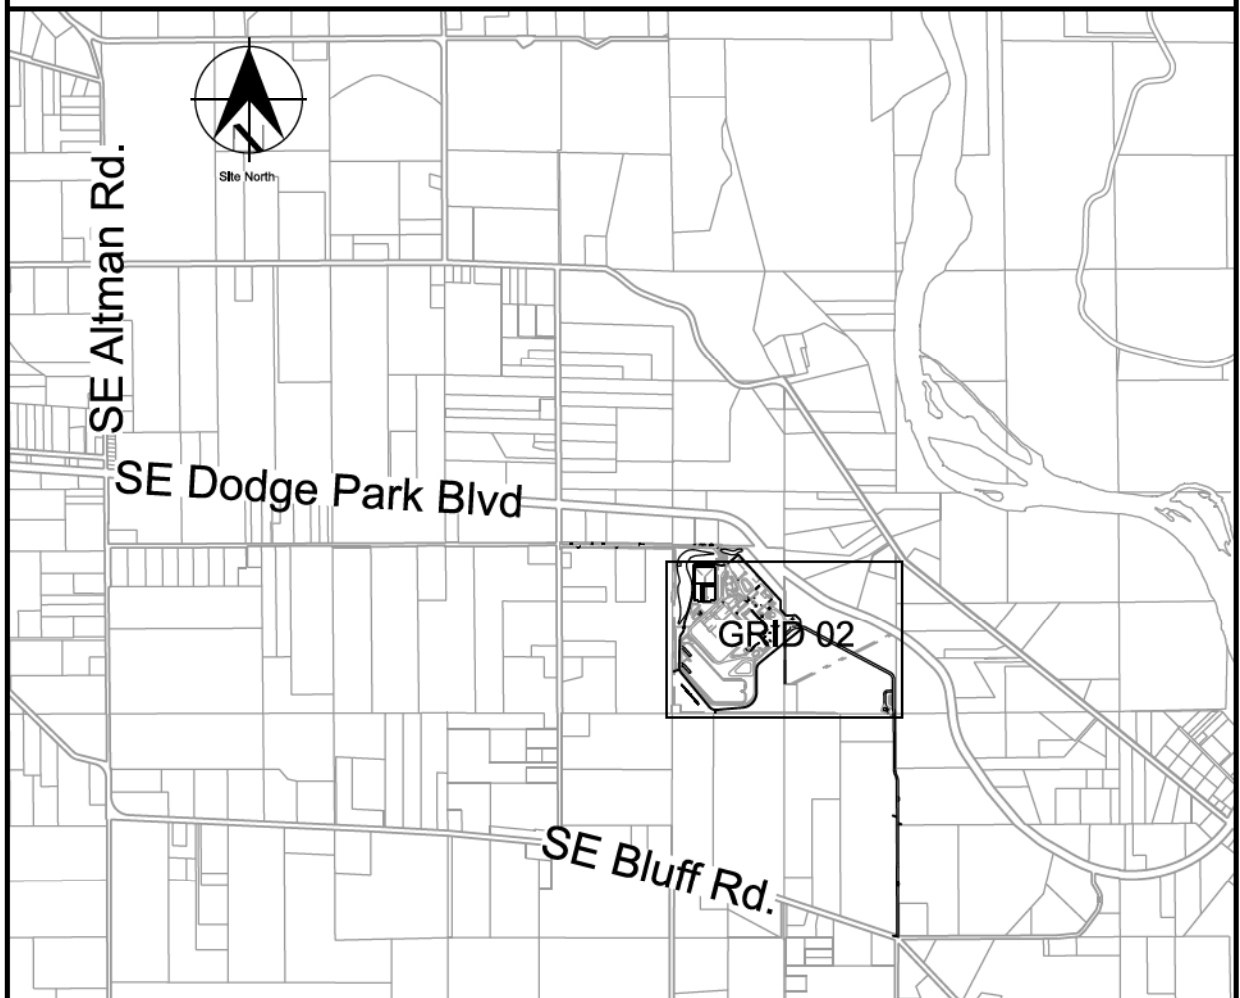 Site North
SE Altman Rd.
SE Dodge Park Blvd
GRID 02
SE Bluff Rd.